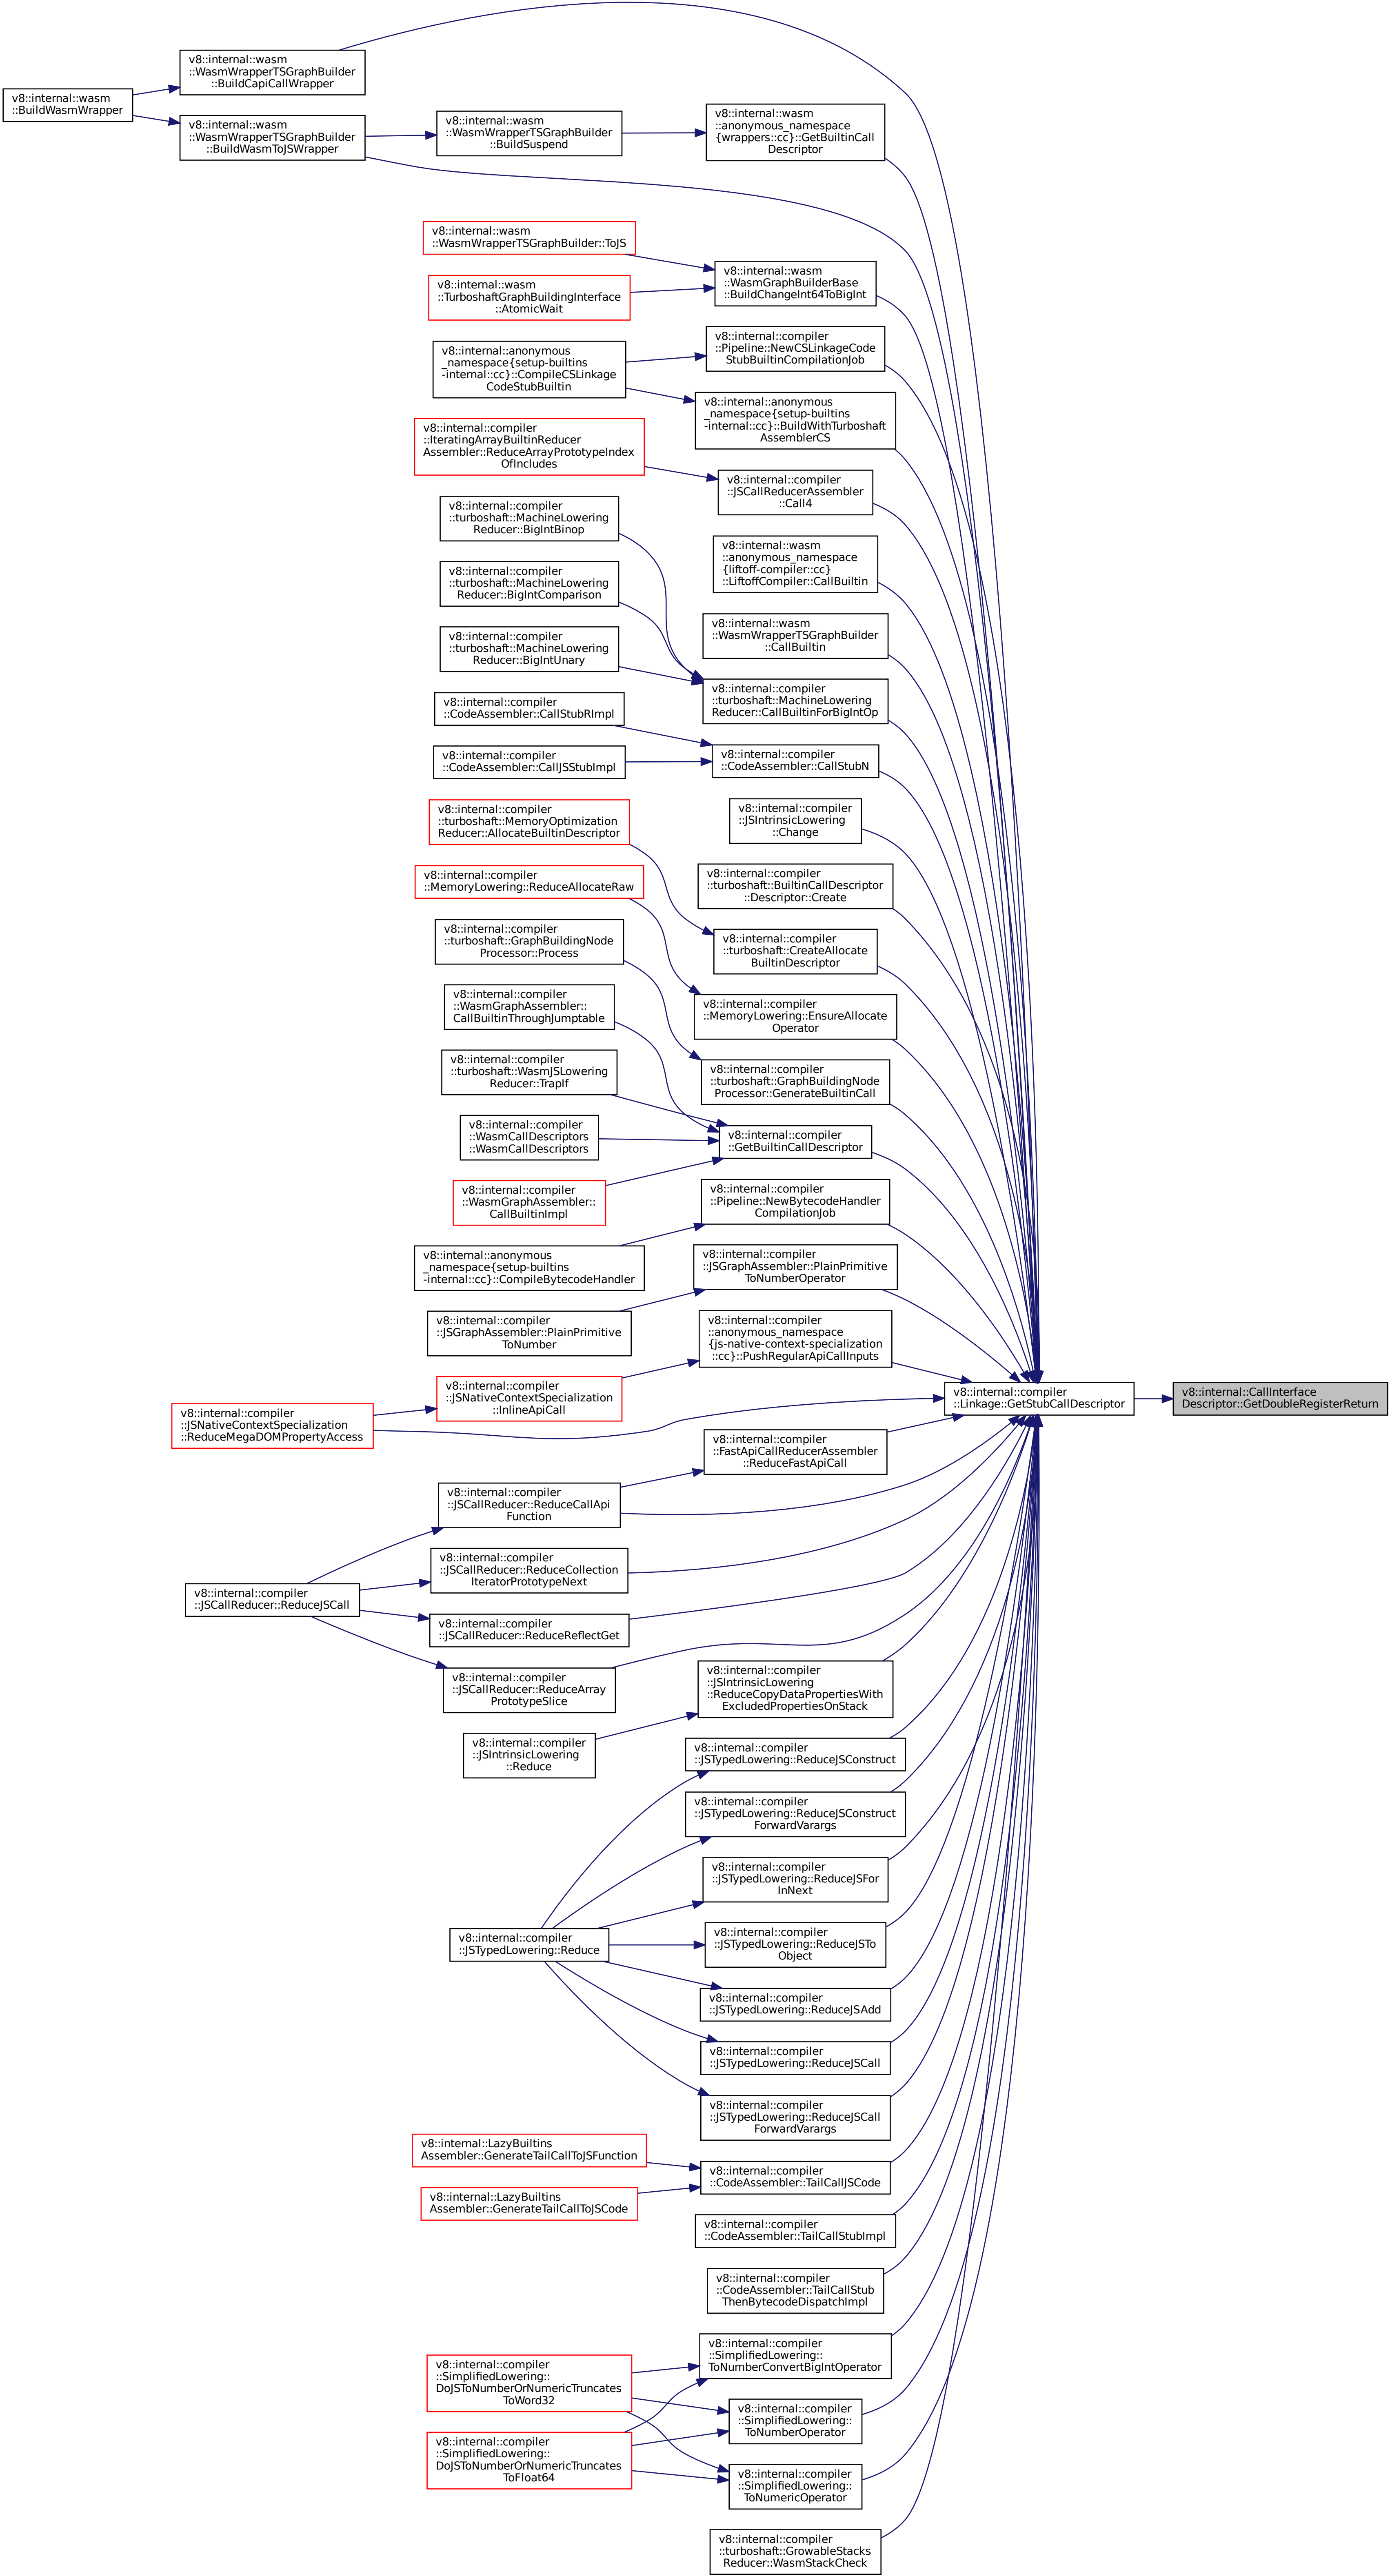 v8::internal::wasm
::WasmWrapperTSGraphBuilder
::BuildCapiCallWrapper
v8::internal::wasm
::BuildWasmWrapper
v8::internal::wasm
::WasmWrapperTSGraphBuilder
::BuildWasmToJSWrapper
v8::internal::wasm
::WasmWrapperTSGraphBuilder
::BuildSuspend
v8::internal::wasm
::anonymous_namespace
{wrappers::cc}::GetBuiltinCall
Descriptor
v8::internal::wasm
::WasmWrapperTSGraphBuilder::ToJS
v8::internal::wasm
::WasmGraphBuilderBase
::BuildChangeInt64ToBigInt
v8::internal::wasm
::TurboshaftGraphBuildingInterface
::AtomicWait
v8::internal::compiler
::Pipeline::NewCSLinkageCode
StubBuiltinCompilationJob
v8::internal::anonymous
_namespace{setup-builtins
-internal::cc}::CompileCSLinkage
CodeStubBuiltin
v8::internal::anonymous
_namespace{setup-builtins
-internal::cc}::BuildWithTurboshaft
AssemblerCS
v8::internal::compiler
::IteratingArrayBuiltinReducer
Assembler::ReduceArrayPrototypeIndex
OfIncludes
v8::internal::compiler
::JSCallReducerAssembler
::Call4
v8::internal::compiler
::turboshaft::MachineLowering
Reducer::BigIntBinop
v8::internal::wasm
::anonymous_namespace
{liftoff-compiler::cc}
::LiftoffCompiler::CallBuiltin
v8::internal::compiler
::turboshaft::MachineLowering
Reducer::BigIntComparison
v8::internal::wasm
::WasmWrapperTSGraphBuilder
::CallBuiltin
v8::internal::compiler
::turboshaft::MachineLowering
Reducer::BigIntUnary
v8::internal::compiler
::turboshaft::MachineLowering
Reducer::CallBuiltinForBigIntOp
v8::internal::compiler
::CodeAssembler::CallStubRImpl
v8::internal::compiler
::CodeAssembler::CallStubN
v8::internal::compiler
::CodeAssembler::CallJSStubImpl
v8::internal::compiler
::JSIntrinsicLowering
::Change
v8::internal::compiler
::turboshaft::MemoryOptimization
Reducer::AllocateBuiltinDescriptor
v8::internal::compiler
::turboshaft::BuiltinCallDescriptor
::Descriptor::Create
v8::internal::compiler
::MemoryLowering::ReduceAllocateRaw
v8::internal::compiler
::turboshaft::GraphBuildingNode
Processor::Process
v8::internal::compiler
::turboshaft::CreateAllocate
BuiltinDescriptor
v8::internal::compiler
::WasmGraphAssembler::
CallBuiltinThroughJumptable
v8::internal::compiler
::MemoryLowering::EnsureAllocate
Operator
v8::internal::compiler
::turboshaft::WasmJSLowering
Reducer::TrapIf
v8::internal::compiler
::turboshaft::GraphBuildingNode
Processor::GenerateBuiltinCall
v8::internal::compiler
::WasmCallDescriptors
::WasmCallDescriptors
v8::internal::compiler
::GetBuiltinCallDescriptor
v8::internal::compiler
::WasmGraphAssembler::
CallBuiltinImpl
v8::internal::compiler
::Pipeline::NewBytecodeHandler
CompilationJob
v8::internal::anonymous
_namespace{setup-builtins
-internal::cc}::CompileBytecodeHandler
v8::internal::compiler
::JSGraphAssembler::PlainPrimitive
ToNumberOperator
v8::internal::compiler
::JSGraphAssembler::PlainPrimitive
ToNumber
v8::internal::compiler
::anonymous_namespace
{js-native-context-specialization
::cc}::PushRegularApiCallInputs
v8::internal::compiler
::JSNativeContextSpecialization
::InlineApiCall
v8::internal::compiler
::Linkage::GetStubCallDescriptor
v8::internal::CallInterface
Descriptor::GetDoubleRegisterReturn
v8::internal::compiler
::JSNativeContextSpecialization
::ReduceMegaDOMPropertyAccess
v8::internal::compiler
::FastApiCallReducerAssembler
::ReduceFastApiCall
v8::internal::compiler
::JSCallReducer::ReduceCallApi
Function
v8::internal::compiler
::JSCallReducer::ReduceCollection
IteratorPrototypeNext
v8::internal::compiler
::JSCallReducer::ReduceJSCall
v8::internal::compiler
::JSCallReducer::ReduceReflectGet
v8::internal::compiler
::JSCallReducer::ReduceArray
PrototypeSlice
v8::internal::compiler
::JSIntrinsicLowering
::ReduceCopyDataPropertiesWith
ExcludedPropertiesOnStack
v8::internal::compiler
::JSIntrinsicLowering
::Reduce
v8::internal::compiler
::JSTypedLowering::ReduceJSConstruct
v8::internal::compiler
::JSTypedLowering::ReduceJSConstruct
ForwardVarargs
v8::internal::compiler
::JSTypedLowering::ReduceJSFor
InNext
v8::internal::compiler
::JSTypedLowering::Reduce
v8::internal::compiler
::JSTypedLowering::ReduceJSTo
Object
v8::internal::compiler
::JSTypedLowering::ReduceJSAdd
v8::internal::compiler
::JSTypedLowering::ReduceJSCall
v8::internal::compiler
::JSTypedLowering::ReduceJSCall
ForwardVarargs
v8::internal::LazyBuiltins
Assembler::GenerateTailCallToJSFunction
v8::internal::compiler
::CodeAssembler::TailCallJSCode
v8::internal::LazyBuiltins
Assembler::GenerateTailCallToJSCode
v8::internal::compiler
::CodeAssembler::TailCallStubImpl
v8::internal::compiler
::CodeAssembler::TailCallStub
ThenBytecodeDispatchImpl
v8::internal::compiler
::SimplifiedLowering::
ToNumberConvertBigIntOperator
v8::internal::compiler
::SimplifiedLowering::
DoJSToNumberOrNumericTruncates
ToWord32
v8::internal::compiler
::SimplifiedLowering::
ToNumberOperator
v8::internal::compiler
::SimplifiedLowering::
DoJSToNumberOrNumericTruncates
ToFloat64
v8::internal::compiler
::SimplifiedLowering::
ToNumericOperator
v8::internal::compiler
::turboshaft::GrowableStacks
Reducer::WasmStackCheck